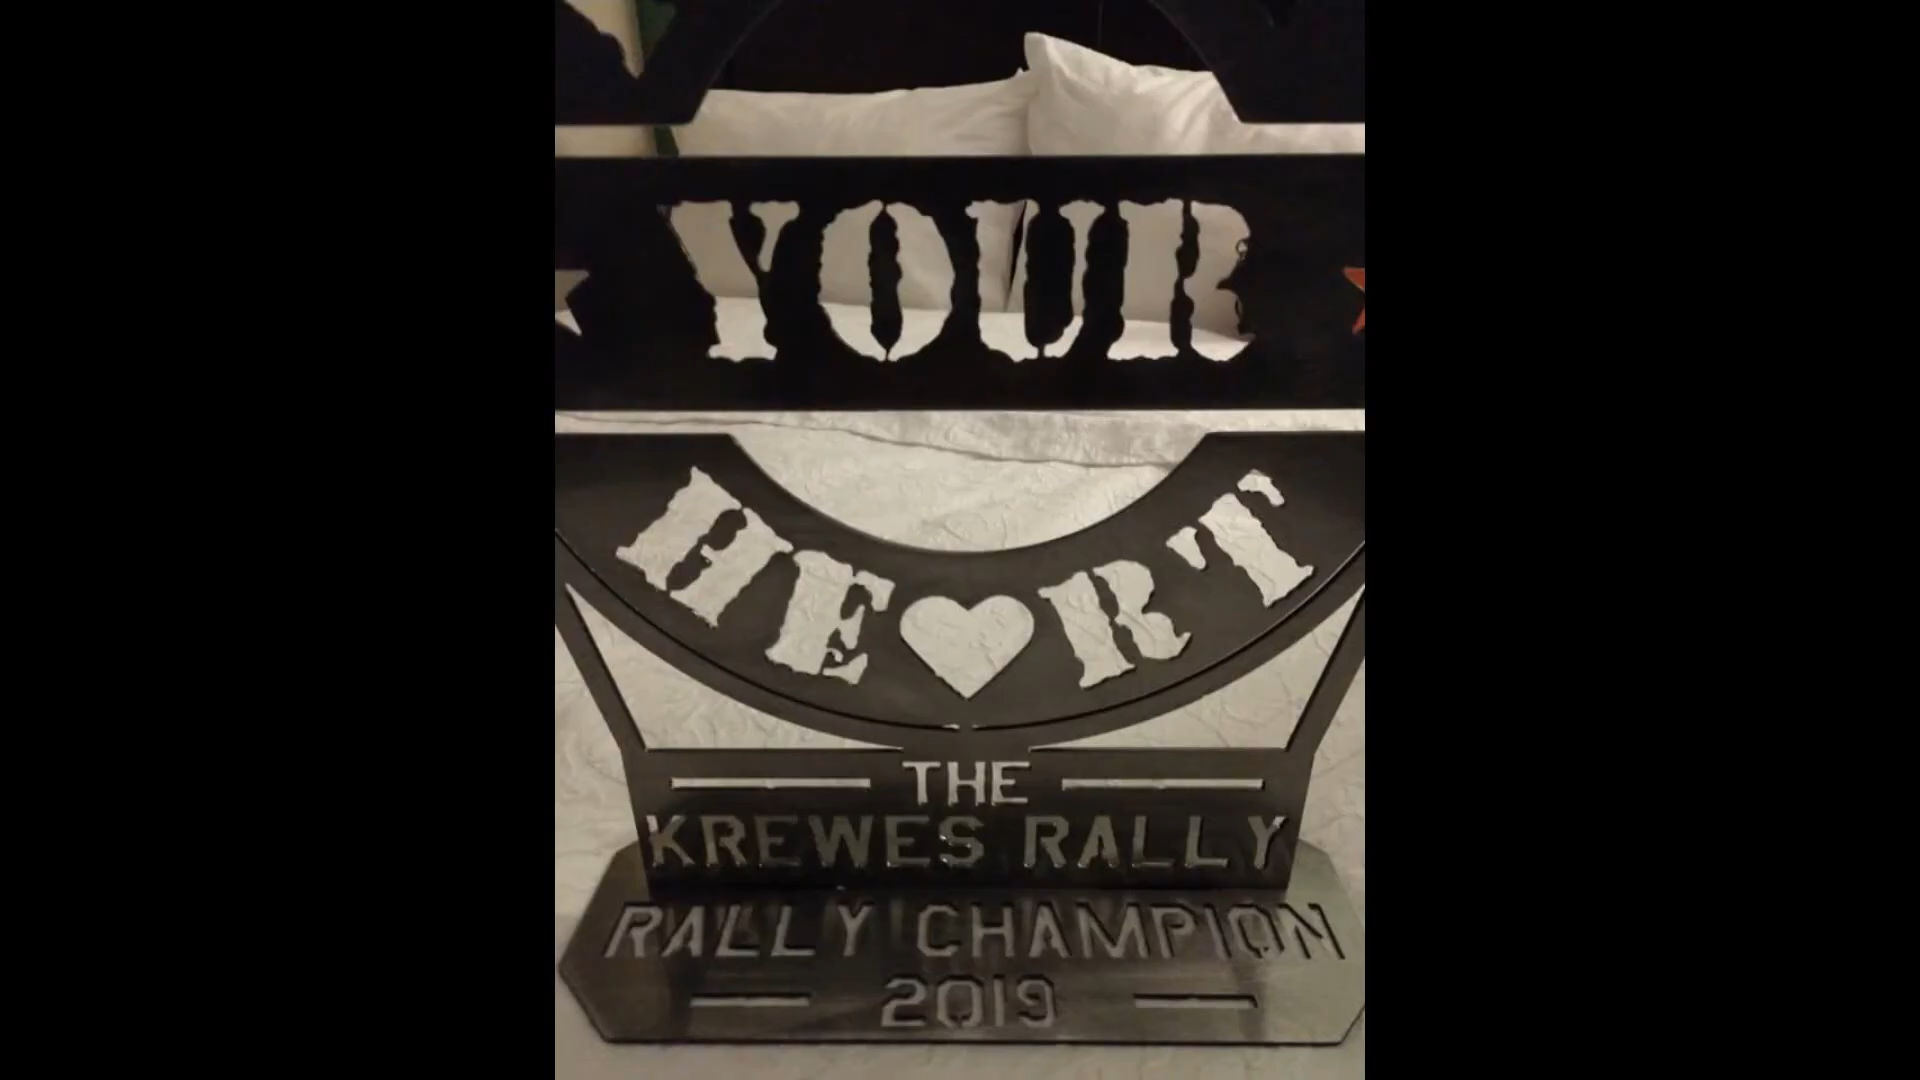 YOUR
HE♥RT
THE
KREWES RALLY
RALLY CHAMPION
2019